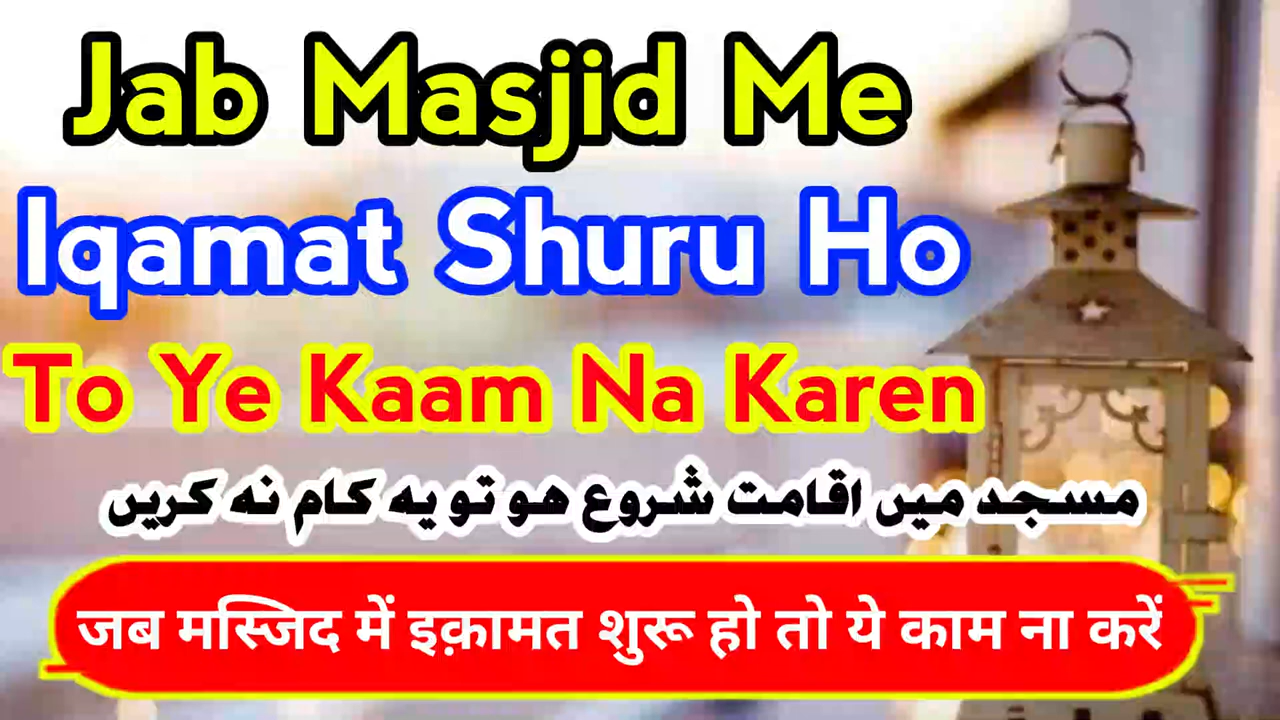 Jab Masjid Me
Iqamat Shuru Ho
To Ye Kaam Na Karen
مسجد میں اقامت شروع ھو تو یہ کام نہ کریں
जब मस्जिद में इक़ामत शुरू हो तो ये काम ना करें